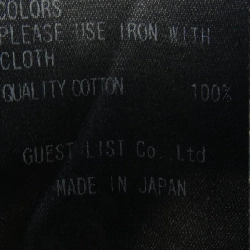 COLORS
PLEASE USE IRON WITH
CLOTH
QUALITY COTTON 100%
GUEST LIST Co.,Ltd
MADE IN JAPAN